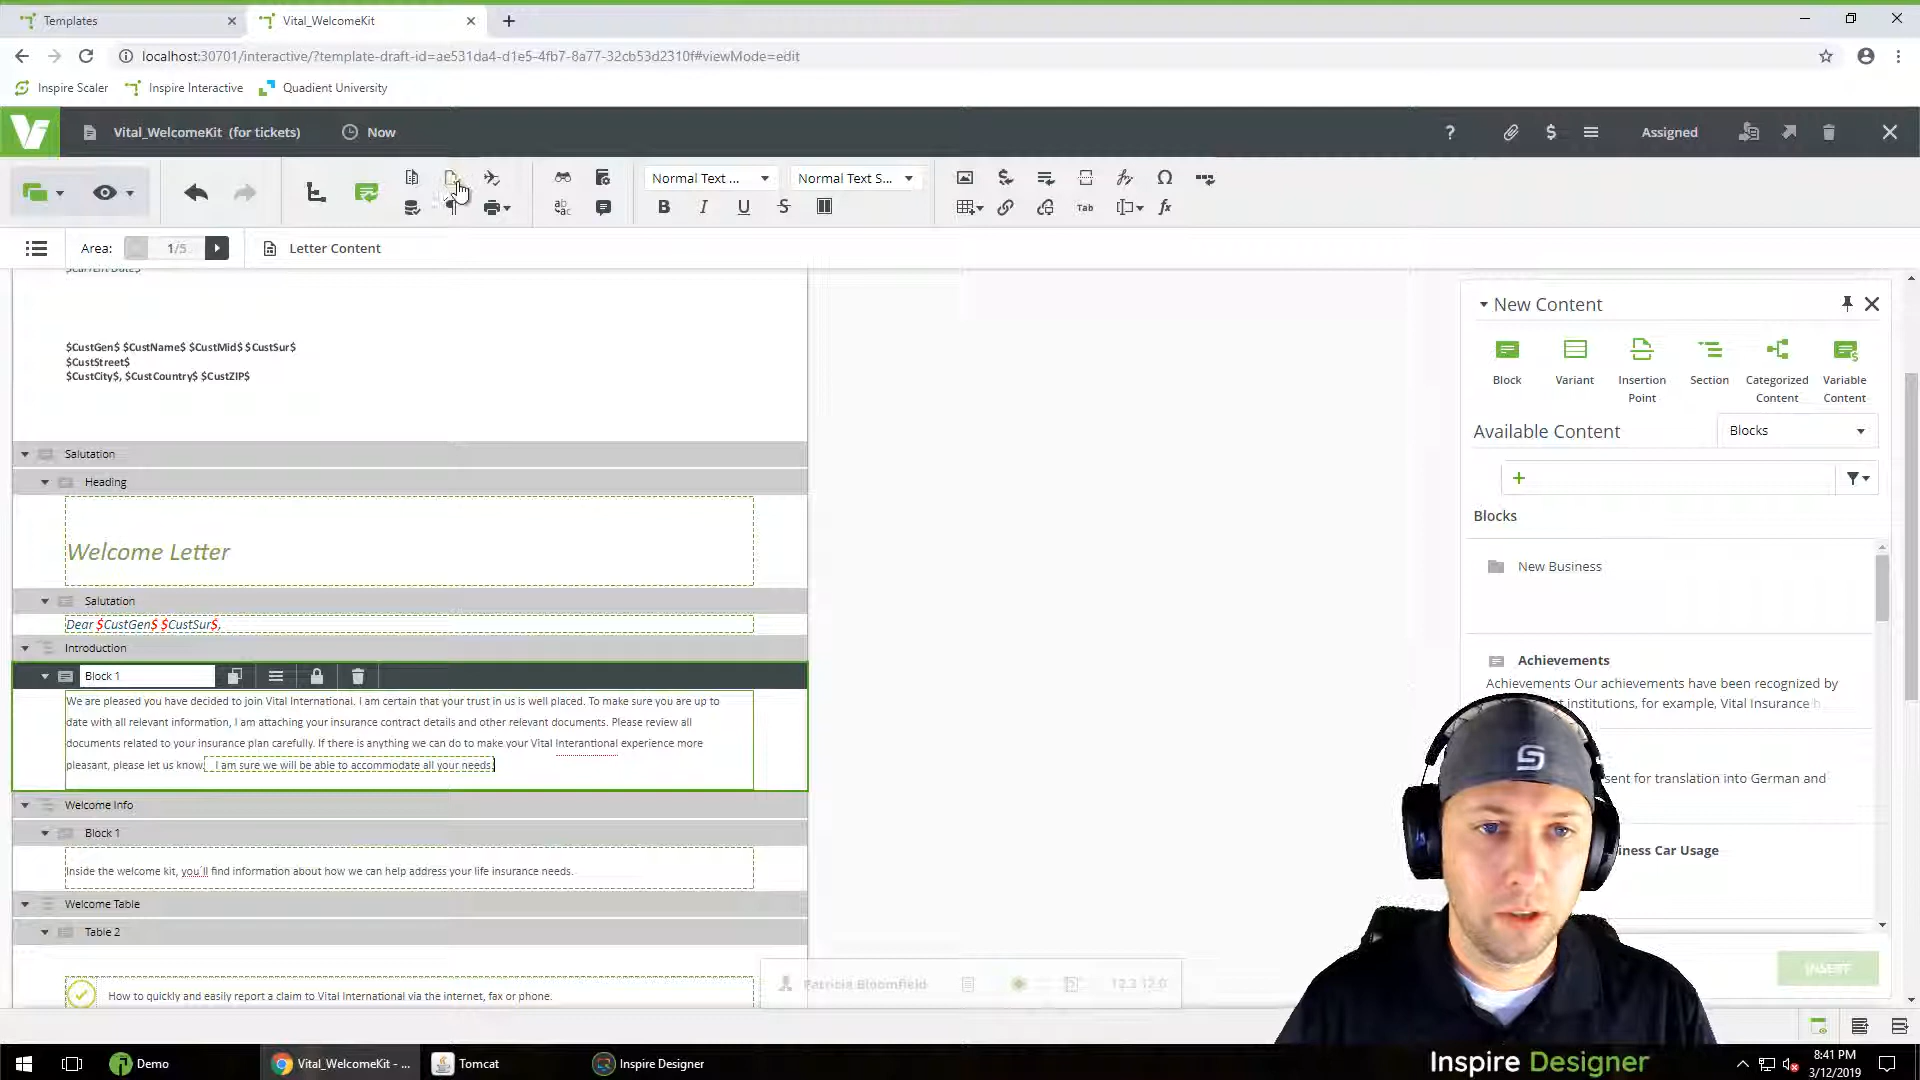 Templates
Vital_WelcomeKit
localhost:30701/interactive/?template-draft-id=ae531da4-d1e5-4fb7-8a77-32cb53d2310f#viewMode=edit
Inspire Scaler
Inspire Interactive
Quadient University
Vital_WelcomeKit (for tickets)
Now
?
$
Assigned
Normal Text ...
Normal Text S...
B
I
U
S
Tab
Area:
1/5
Letter Content
$Current Date$
$CustGen$ $CustName$ $CustMid$ $CustSur$
$CustStreet$
$CustCity$, $CustCountry$ $CustZIP$
Salutation
Heading
Welcome Letter
Salutation
Dear $CustGen$ $CustSur$,
Introduction
Block 1
We are pleased you have decided to join Vital International. I am certain that your trust in us is well placed. To make sure you are up to
date with all relevant information, I am attaching your insurance contract details and other relevant documents. Please review all
documents related to your insurance plan carefully. If there is anything we can do to make your Vital Interantional experience more
pleasant, please let us know. I am sure we will be able to accommodate all your needs.
Welcome Info
Block 1
Inside the welcome kit, you'll find information about how we can help address your life insurance needs.
Welcome Table
Table 2
How to quickly and easily report a claim to Vital International via the internet, fax or phone.
Patricia Bloomfield
12.3.12.0
New Content
Block
Variant
Insertion
Point
Section
Categorized
Content
Variable
Content
Available Content
Blocks
Blocks
New Business
Achievements
Achievements Our achievements have been recognized by
institutions, for example, Vital Insurance h
sent for translation into German and
iness Car Usage
INSERT
Demo
Vital_WelcomeKit - ...
Tomcat
Inspire Designer
Inspire Designer
8:41 PM
3/12/2019